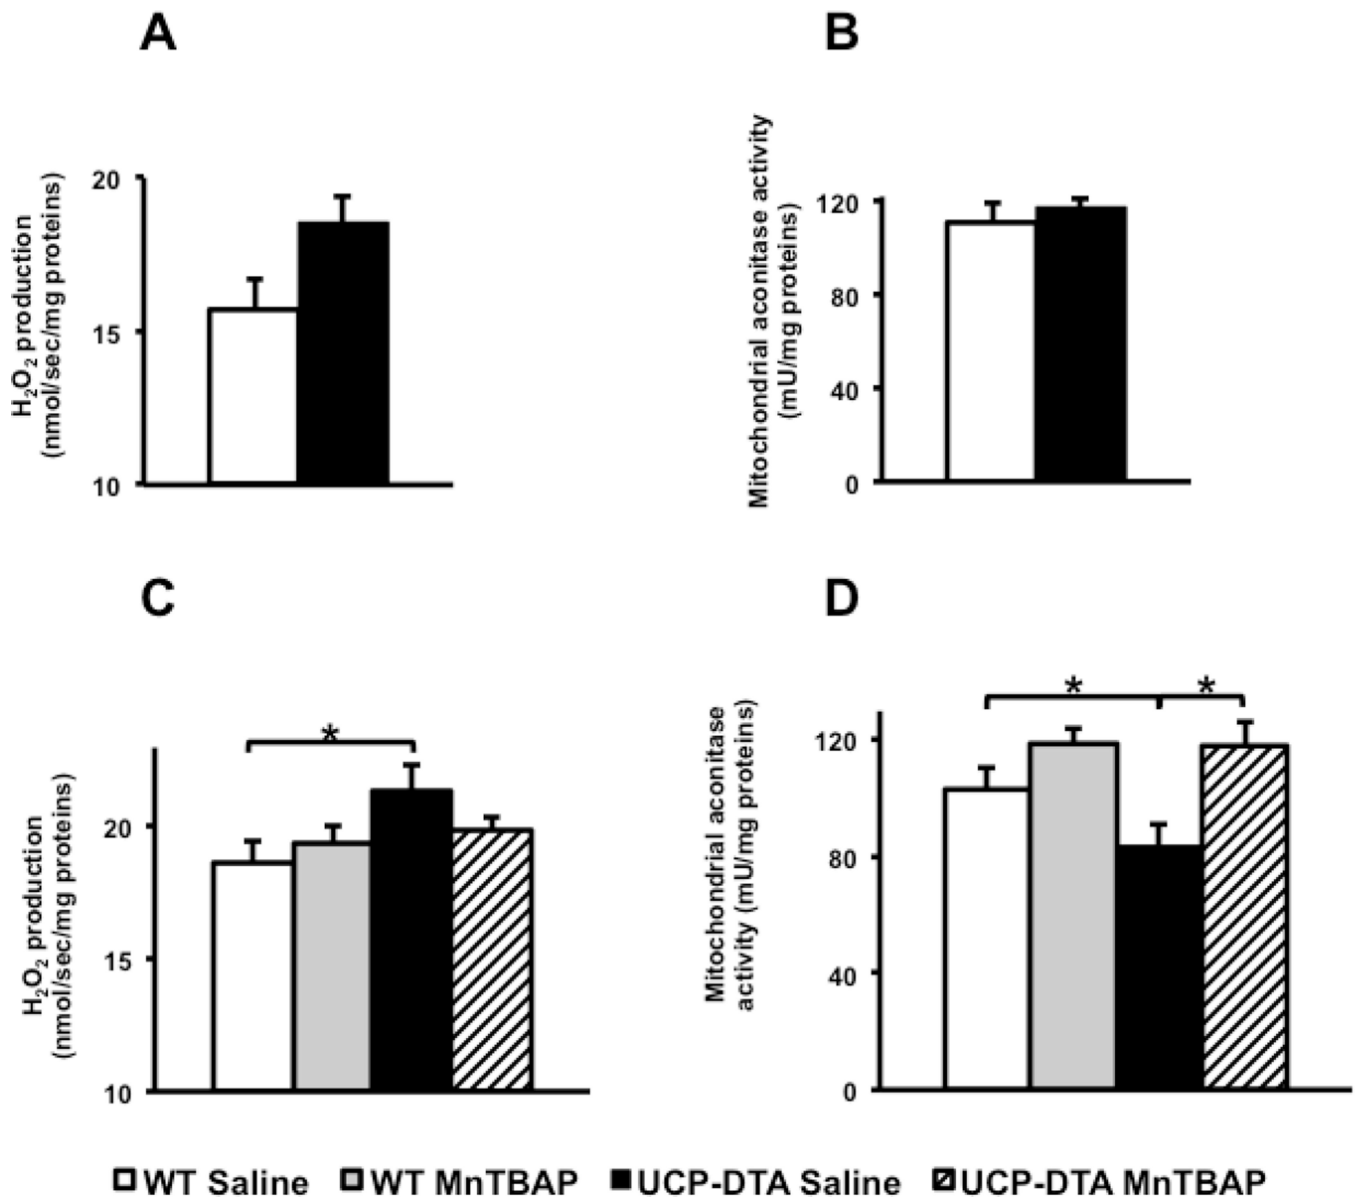 A
H₂O₂ production
(nmol/sec/mg proteins)
20
15
10
B
Mitochondrial aconitase activity
(mU/mg proteins)
120
80
40
0
C
H₂O₂ production
(nmol/sec/mg proteins)
20
15
10
*
D
Mitochondrial aconitase
activity (mU/mg proteins)
120
80
40
0
* *
WT Saline WT MnTBAP UCP-DTA Saline UCP-DTA MnTBAP